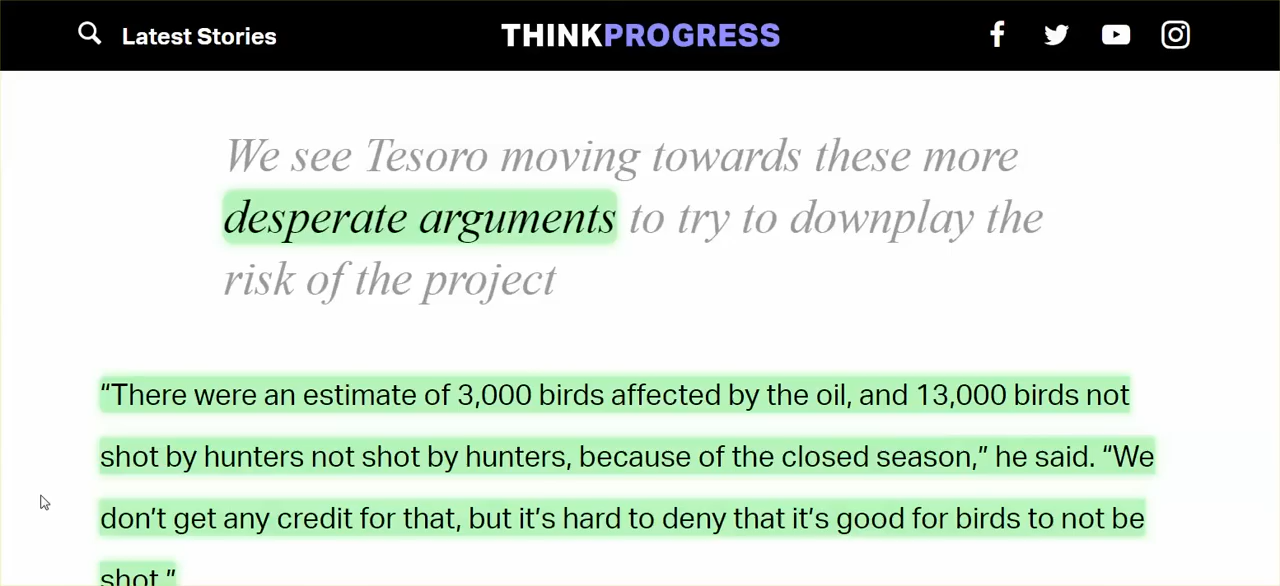 Latest Stories
THINKPROGRESS
We see Tesoro moving towards these more
desperate arguments to try to downplay the
risk of the project
“There were an estimate of 3,000 birds affected by the oil, and 13,000 birds not
shot by hunters not shot by hunters, because of the closed season,” he said. “We
don’t get any credit for that, but it’s hard to deny that it’s good for birds to not be
shot.”